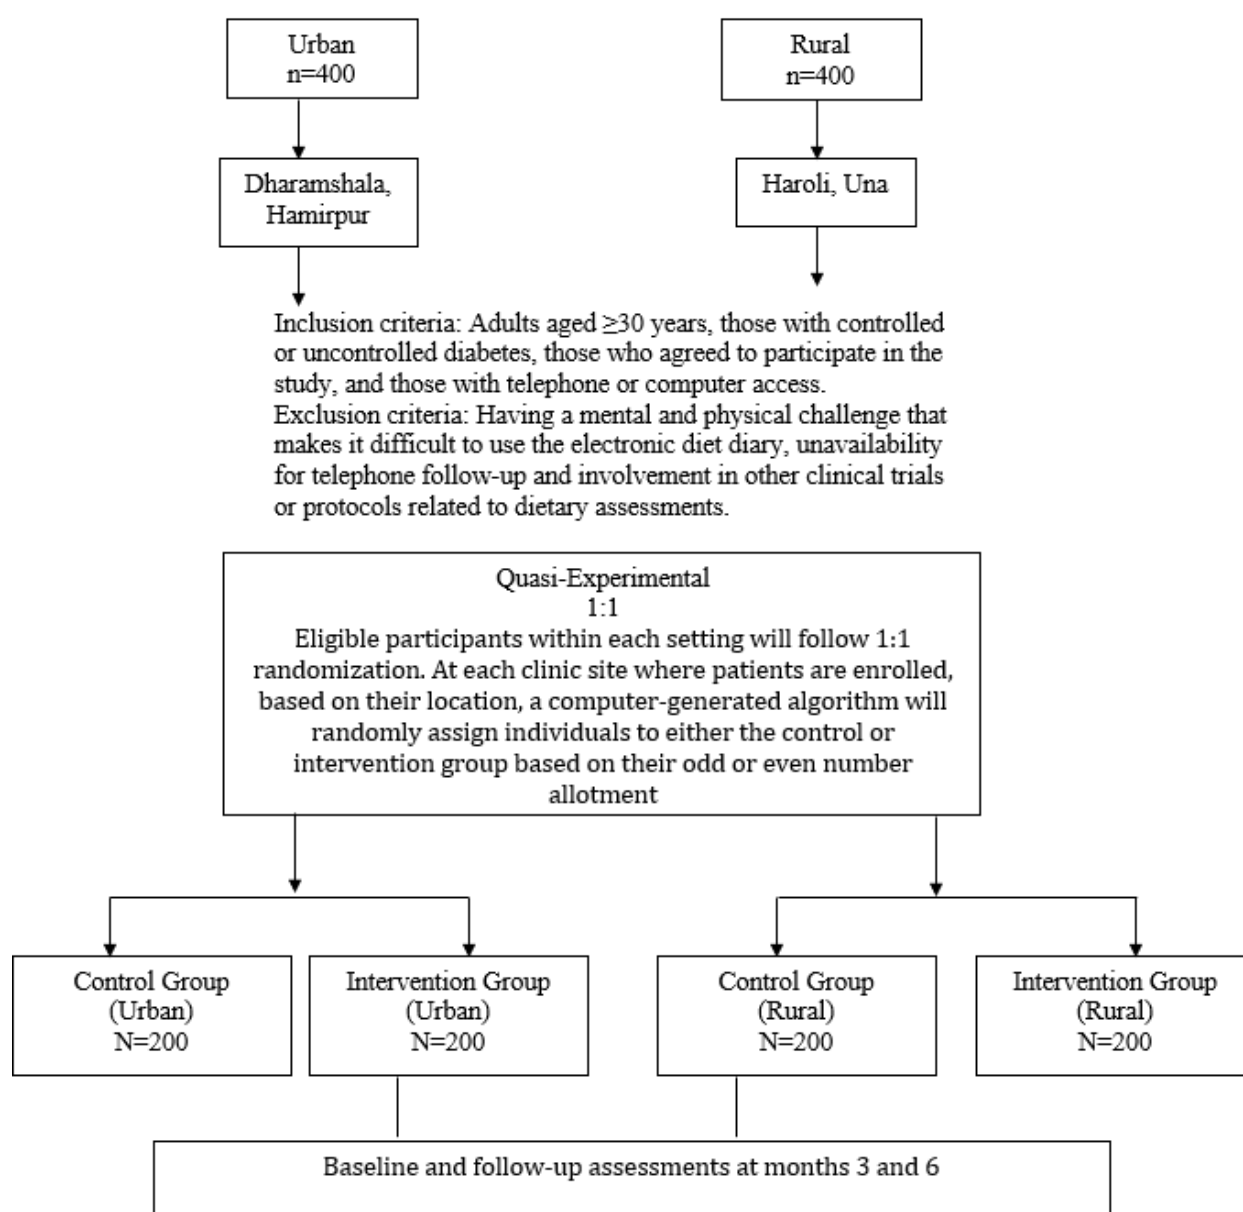 Urban
n=400
Rural
n=400
Dharamshala,
Hamirpur
Haroli, Una
Inclusion criteria: Adults aged ≥30 years, those with controlled
or uncontrolled diabetes, those who agreed to participate in the
study, and those with telephone or computer access.
Exclusion criteria: Having a mental and physical challenge that
makes it difficult to use the electronic diet diary, unavailability
for telephone follow-up and involvement in other clinical trials
or protocols related to dietary assessments.
Quasi-Experimental
1:1
Eligible participants within each setting will follow 1:1
randomization. At each clinic site where patients are enrolled,
based on their location, a computer-generated algorithm will
randomly assign individuals to either the control or
intervention group based on their odd or even number
allotment
Control Group
(Urban)
N=200
Intervention Group
(Urban)
N=200
Control Group
(Rural)
N=200
Intervention Group
(Rural)
N=200
Baseline and follow-up assessments at months 3 and 6